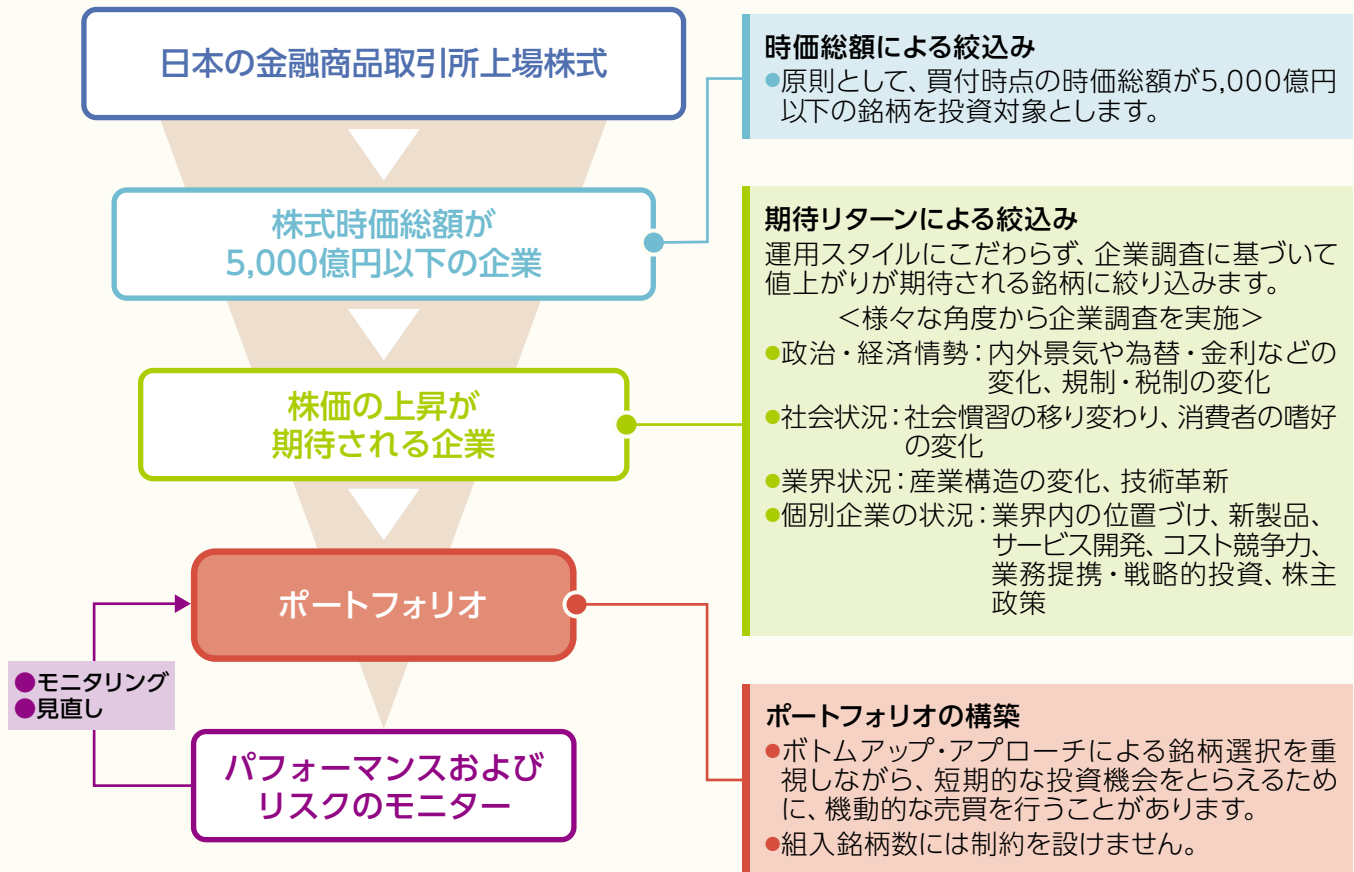 日本の金融商品取引所上場株式
株式時価総額が
5,000億円以下の企業
株価の上昇が
期待される企業
ポートフォリオ
●モニタリング
●見直し
パフォーマンスおよび
リスクのモニター
時価総額による絞込み
●原則として、買付時点の時価総額が5,000億円
以下の銘柄を投資対象とします。
期待リターンによる絞込み
運用スタイルにこだわらず、企業調査に基づいて
値上がりが期待される銘柄に絞り込みます。
＜様々な角度から企業調査を実施＞
●政治・経済情勢：内外景気や為替・金利などの
変化、規制・税制の変化
●社会状況：社会慣習の移り変わり、消費者の嗜好
の変化
●業界状況：産業構造の変化、技術革新
●個別企業の状況：業界内の位置づけ、新製品、
サービス開発、コスト競争力、
業務提携・戦略的投資、株主
政策
ポートフォリオの構築
●ボトムアップ・アプローチによる銘柄選択を重
視しながら、短期的な投資機会をとらえるため
に、機動的な売買を行うことがあります。
●組入銘柄数には制約を設けません。